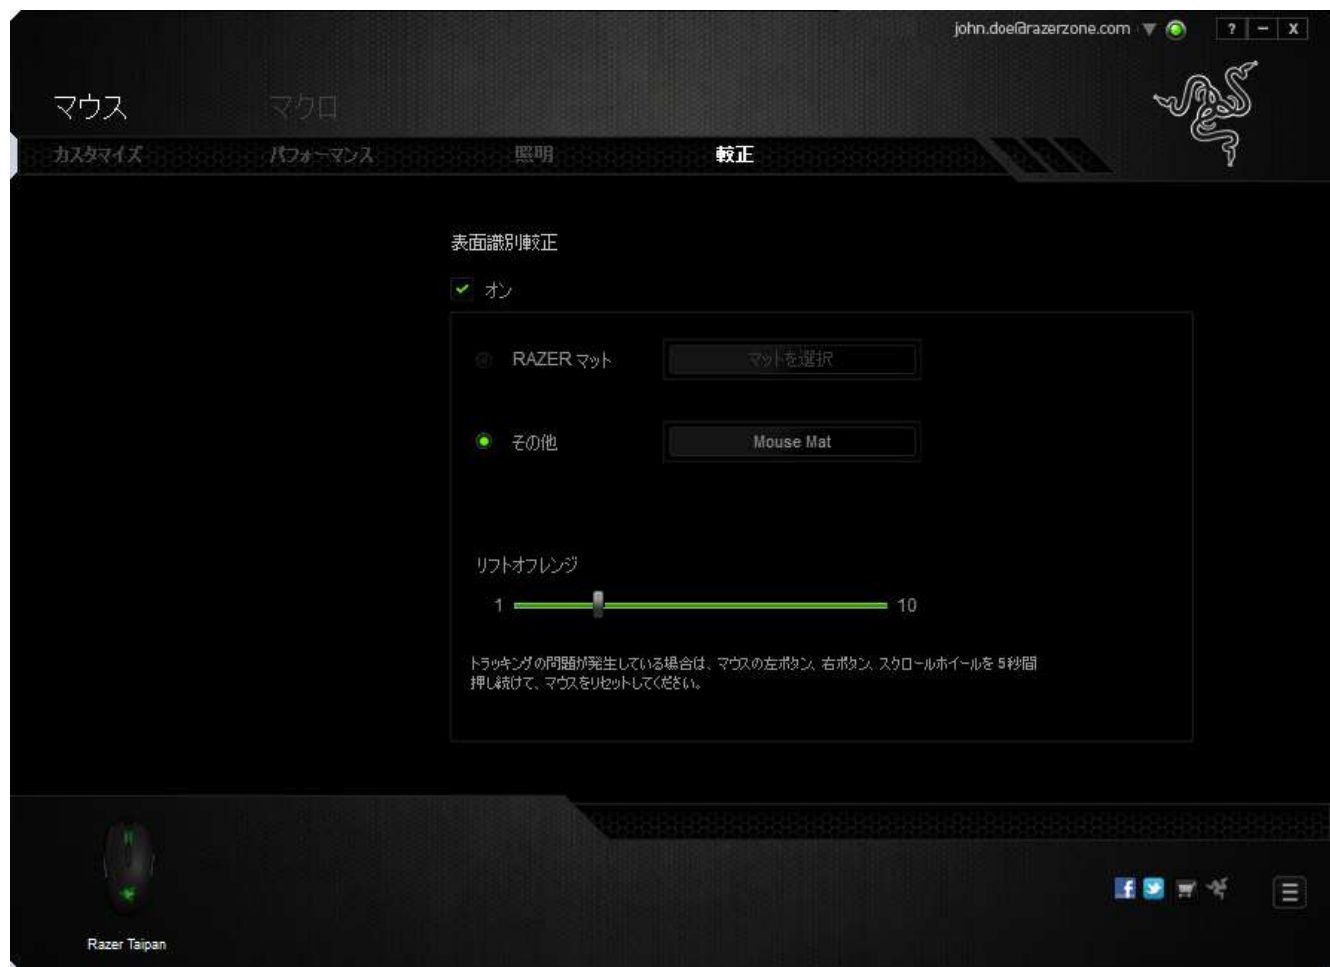 john.doe@razerzone.com
? − X
マウス マクロ
カスタマイズ パフォーマンス 照明 較正
表面識別較正
オン
RAZER マット マットを選択
その他 Mouse Mat
リフトオフレンジ
1 10
トラッキングの問題が発生している場合は、マウスの左ボタン、右ボタン、スクロールホイールを 5 秒間
押し続けて、マウスをリセットしてください。
Razer Taipan